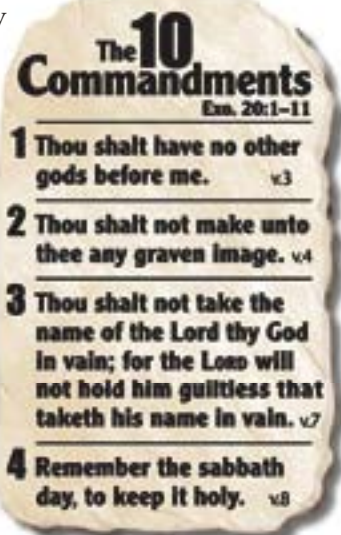 y
The 10
Commandments
Exo. 20:1–11
1 Thou shalt have no other
gods before me. v.3
2 Thou shalt not make unto
thee any graven image. v.4
3 Thou shalt not take the
name of the Lord thy God
in vain; for the LORD will
not hold him guiltless that
taketh his name in vain. v.7
4 Remember the sabbath
day, to keep it holy. v.8